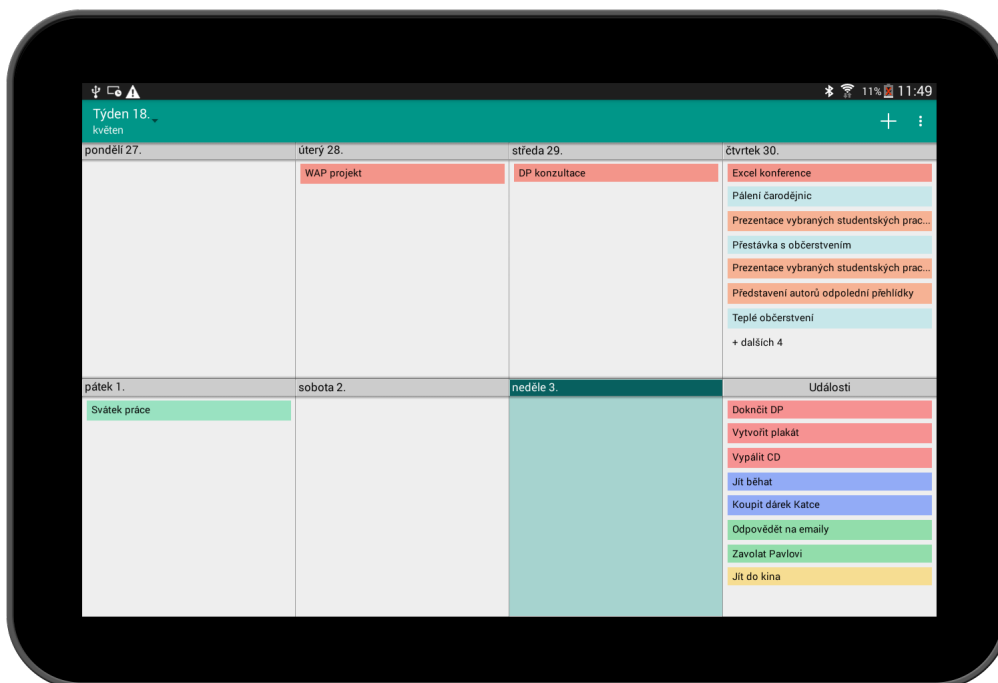 11% 11:49
Týden 18.
květen
pondělí 27.
úterý 28.
středa 29.
čtvrtek 30.
WAP projekt
DP konzultace
Excel konference
Pálení čarodějnic
Prezentace vybraných studentských prac...
Přestávka s občerstvením
Prezentace vybraných studentských prac...
Představení autorů odpolední přehlídky
Teplé občerstvení
+ dalších 4
pátek 1.
sobota 2.
neděle 3.
Události
Svátek práce
Doknčit DP
Vytvořit plakát
Vypálit CD
Jít běhat
Koupit dárek Katce
Odpovědět na emaily
Zavolat Pavlovi
Jít do kina